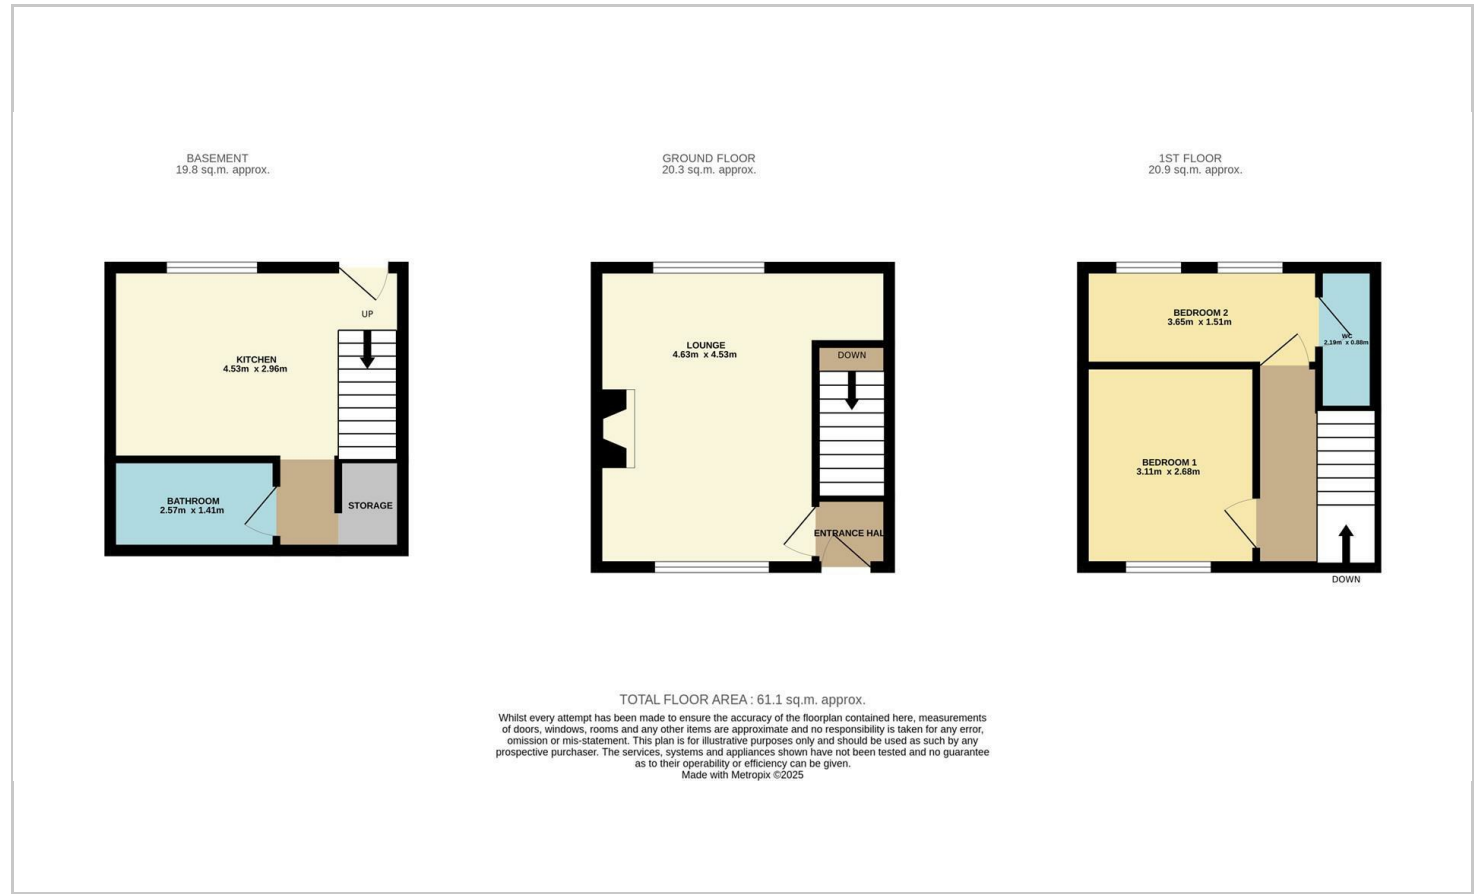 BASEMENT
19.8 sq.m. approx.
UP
KITCHEN
4.53m x 2.96m
BATHROOM
2.57m x 1.41m
STORAGE
GROUND FLOOR
20.3 sq.m. approx.
LOUNGE
4.63m x 4.53m
DOWN
ENTRANCE HAL
1ST FLOOR
20.9 sq.m. approx.
BEDROOM 2
3.65m x 1.51m
WC
2.19m x 0.88m
BEDROOM 1
3.11m x 2.68m
DOWN
TOTAL FLOOR AREA : 61.1 sq.m. approx.
Whilst every attempt has been made to ensure the accuracy of the floorplan contained here, measurements
of doors, windows, rooms and any other items are approximate and no responsibility is taken for any error,
omission or mis-statement. This plan is for illustrative purposes only and should be used as such by any
prospective purchaser. The services, systems and appliances shown have not been tested and no guarantee
as to their operability or efficiency can be given.
Made with Metropix ©2025